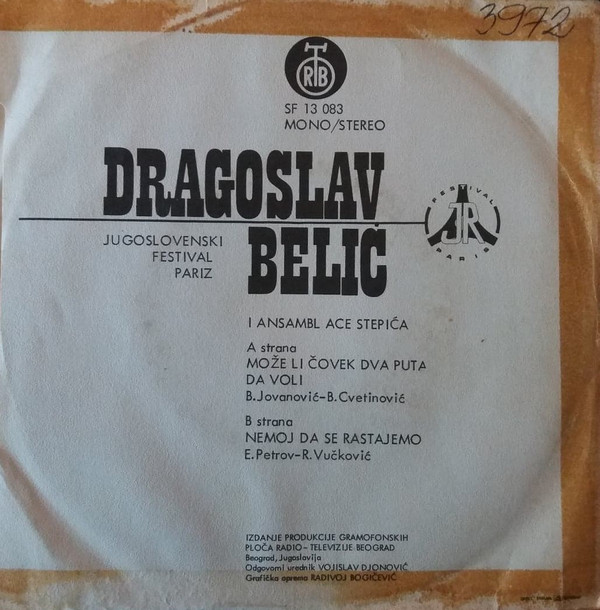 3972
RTB
SF 13 083
MONO/STEREO
DRAGOSLAV
BELIĆ
JUGOSLOVENSKI
FESTIVAL
PARIZ
FESTIVAL
JR
PARIS
I ANSAMBL ACE STEPIĆA
A strana
MOŽE LI ČOVEK DVA PUTA
DA VOLI
B.Jovanović-B.Cvetinović
B strana
NEMOJ DA SE RASTAJEMO
E.Petrov-R.Vučković
IZDANJE PRODUKCIJE GRAMOFONSKIH
PLOČA RADIO-TELEVIZIJE BEOGRAD
Beograd, Jugoslavija
Odgovorni urednik VOJISLAV DJONOVIĆ
Grafička oprema RADIVOJ BOGIČEVIĆ